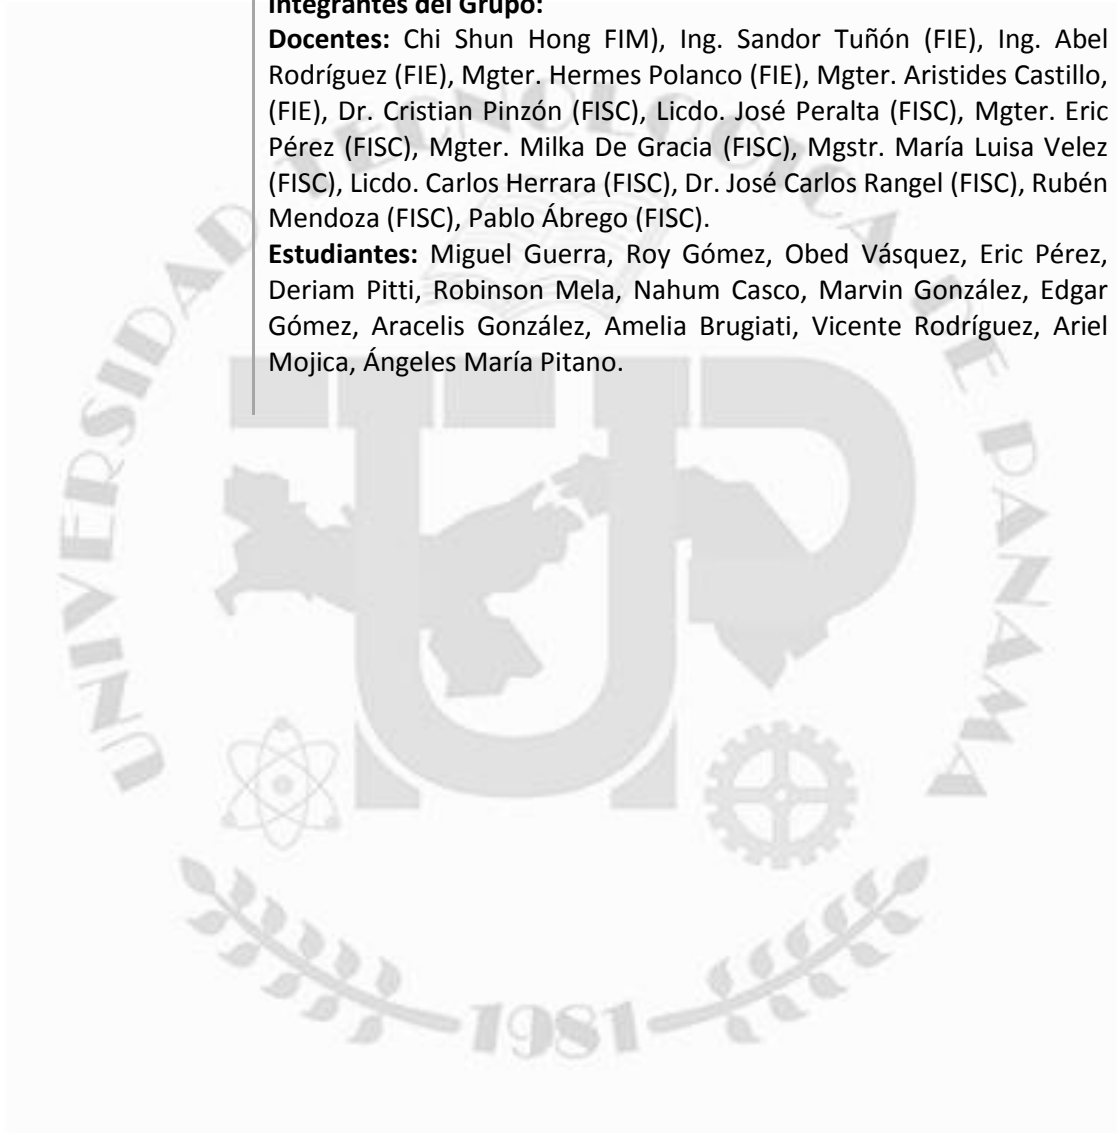 Integrantes del Grupo:
Docentes: Chi Shun Hong FIM), Ing. Sandor Tuñón (FIE), Ing. Abel
Rodríguez (FIE), Mgter. Hermes Polanco (FIE), Mgter. Aristides Castillo,
(FIE), Dr. Cristian Pinzón (FISC), Licdo. José Peralta (FISC), Mgter. Eric
Pérez (FISC), Mgter. Milka De Gracia (FISC), Mgstr. María Luisa Velez
(FISC), Licdo. Carlos Herrara (FISC), Dr. José Carlos Rangel (FISC), Rubén
Mendoza (FISC), Pablo Ábrego (FISC).
Estudiantes: Miguel Guerra, Roy Gómez, Obed Vásquez, Eric Pérez,
Deriam Pitti, Robinson Mela, Nahum Casco, Marvin González, Edgar
Gómez, Aracelis González, Amelia Brugiati, Vicente Rodríguez, Ariel
Mojica, Ángeles María Pitano.
UNIVERSIDAD TECNOLOGICA DE PANAMA
UTP
1981